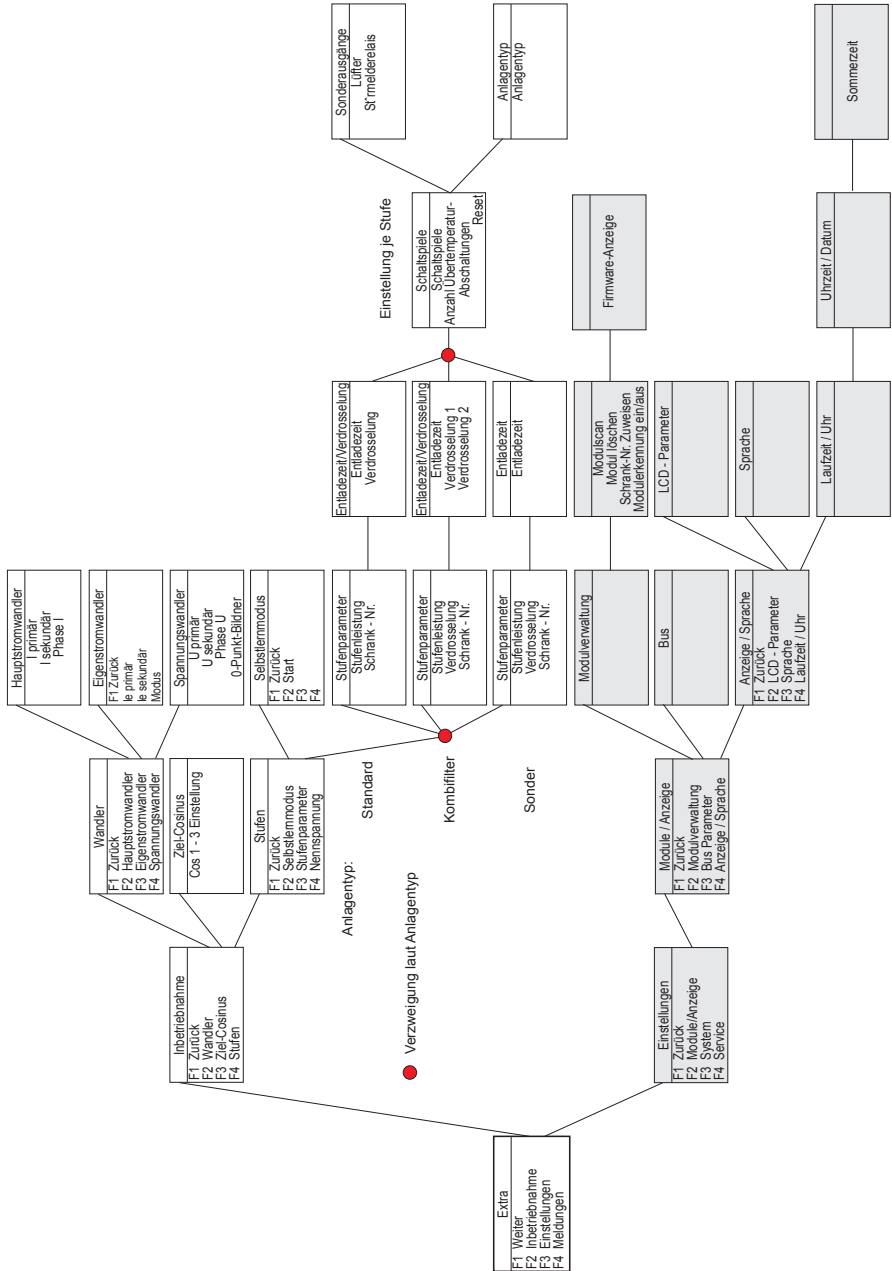 Extra
F1 Weiter
F2 Inbetriebnahme
F3 Einstellungen
F4 Meldungen
Inbetriebnahme
F1 Zurück
F2 Wandler
F3 Ziel-Cosinus
F4 Stufen
Verzweigung laut Anlagentyp
Einstellungen
F1 Zurück
F2 Module/Anzeige
F3 System
F4 Service
Wandler
F1 Zurück
F2 Hauptstromwandler
F3 Eigenstromwandler
F4 Spannungswandler
Ziel-Cosinus
Cos 1 - 3 Einstellung
Stufen
F1 Zurück
F2 Selbstlernmodus
F3 Stufenparameter
F4 Nennspannung
Anlagentyp:
Standard
Kombifilter
Sonder
Module / Anzeige
F1 Zurück
F2 Modulverwaltung
F3 Bus Parameter
F4 Anzeige / Sprache
Hauptstromwandler
I primär
I sekundär
Phase I
Eigenstromwandler
F1 Zurück
Ie primär
Ie sekundär
Modus
Spannungswandler
U primär
U sekundär
Phase U
0-Punkt-Bildner
Selbstlernmodus
F1 Zurück
F2 Start
F3
F4
Stufenparameter
Stufenleistung
Schrank - Nr.
Stufenparameter
Stufenleistung
Verdrosselung
Schrank - Nr.
Stufenparameter
Stufenleistung
Verdrosselung
Schrank - Nr.
Modulverwaltung
Bus
Anzeige / Sprache
F1 Zurück
F2 LCD - Parameter
F3 Sprache
F4 Laufzeit / Uhr
Entladezeit/Verdrosselung
Entladezeit
Verdrosselung
Entladezeit/Verdrosselung
Entladezeit
Verdrosselung 1
Verdrosselung 2
Entladezeit
Entladezeit
Modulscan
Modul löschen
Schrank-Nr. Zuweisen
Modulerkennung ein/aus
LCD - Parameter
Sprache
Laufzeit / Uhr
Einstellung je Stufe
Schaltspiele
Schaltspiele
Anzahl Übertemperatur-
Abschaltungen
Reset
Firmware-Anzeige
Uhrzeit / Datum
Sonderausgänge
Lüfter
St"rmelderelais
Anlagentyp
Anlagentyp
Sommerzeit